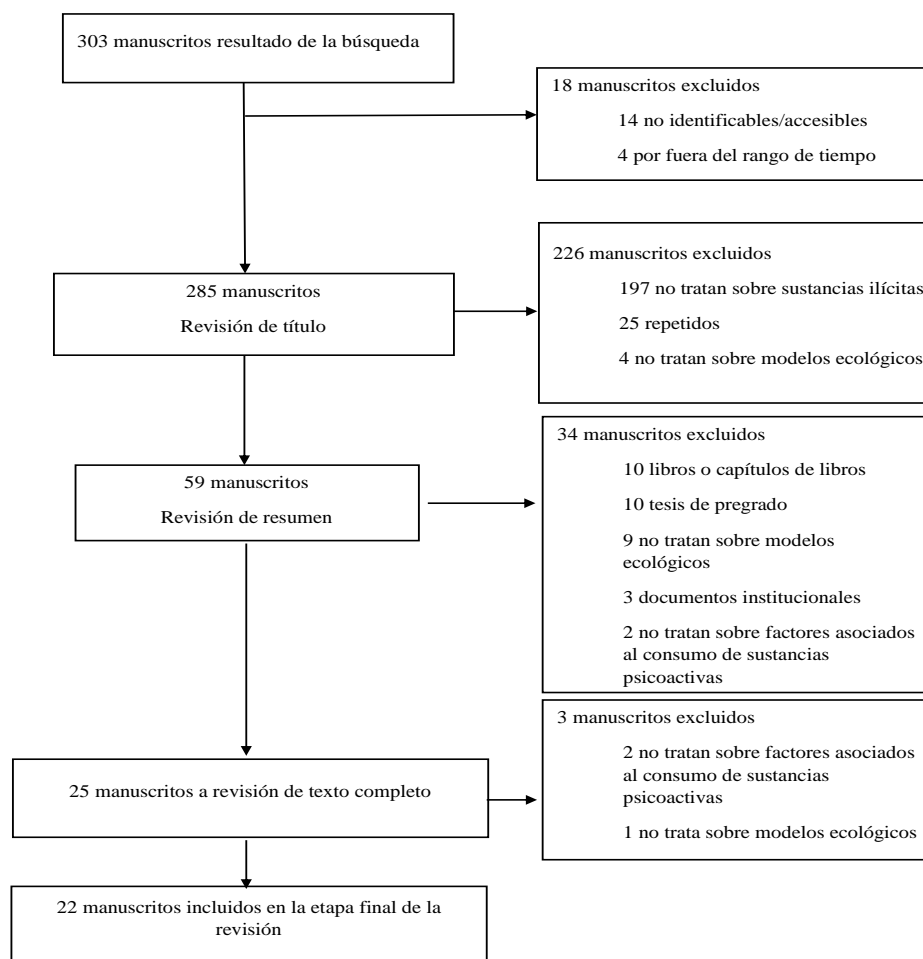 303 manuscritos resultado de la búsqueda
18 manuscritos excluidos
14 no identificables/accesibles
4 por fuera del rango de tiempo
285 manuscritos
Revisión de título
226 manuscritos excluidos
197 no tratan sobre sustancias ilícitas
25 repetidos
4 no tratan sobre modelos ecológicos
59 manuscritos
Revisión de resumen
34 manuscritos excluidos
10 libros o capítulos de libros
10 tesis de pregrado
9 no tratan sobre modelos
ecológicos
3 documentos institucionales
2 no tratan sobre factores asociados
al consumo de sustancias
psicoactivas
25 manuscritos a revisión de texto completo
3 manuscritos excluidos
2 no tratan sobre factores asociados
al consumo de sustancias
psicoactivas
1 no trata sobre modelos ecológicos
22 manuscritos incluidos en la etapa final de la
revisión